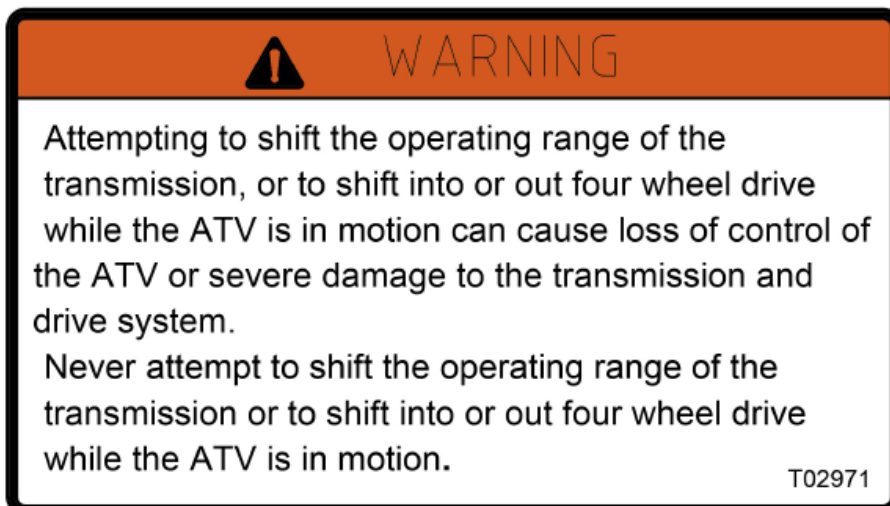 WARNING
Attempting to shift the operating range of the
transmission, or to shift into or out four wheel drive
while the ATV is in motion can cause loss of control of
the ATV or severe damage to the transmission and
drive system.
Never attempt to shift the operating range of the
transmission or to shift into or out four wheel drive
while the ATV is in motion.
T02971